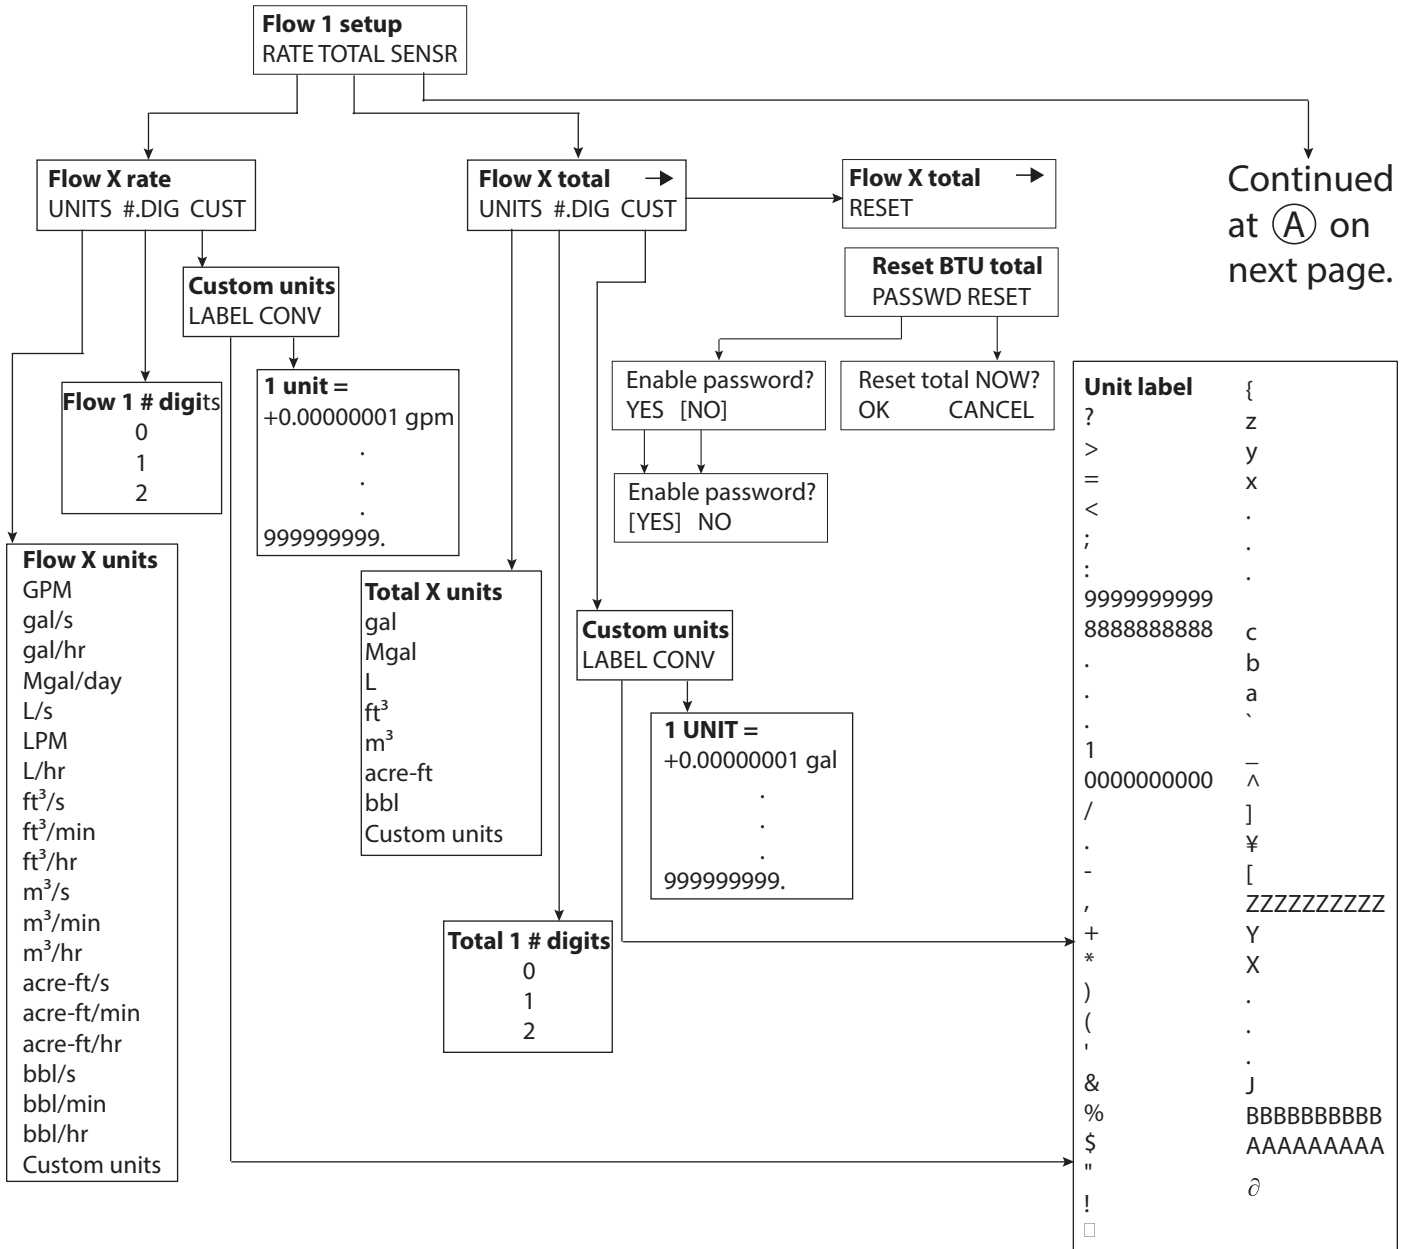 Flow 1 setup
RATE TOTAL SENSR
Flow X rate
UNITS #.DIG CUST
Flow X total
UNITS #.DIG CUST
Flow X total
RESET
Continued
at A on
next page.
Custom units
LABEL CONV
Reset BTU total
PASSWD RESET
Flow 1 # digits
0
1
2
1 unit =
+0.00000001 gpm
.
.
.
999999999.
Enable password?
YES [NO]
Reset total NOW?
OK CANCEL
Enable password?
[YES] NO
Flow X units
GPM
gal/s
gal/hr
Mgal/day
L/s
LPM
L/hr
ft³/s
ft³/min
ft³/hr
m³/s
m³/min
m³/hr
acre-ft/s
acre-ft/min
acre-ft/hr
bbl/s
bbl/min
bbl/hr
Custom units
Total X units
gal
Mgal
L
ft³
m³
acre-ft
bbl
Custom units
Custom units
LABEL CONV
1 UNIT =
+0.00000001 gal
.
.
.
999999999.
Total 1 # digits
0
1
2
Unit label
?
>
=
<
;
:
9999999999
8888888888
.
.
.
1
0000000000
/
.
-
,
+
*
)
(
'
&
%
$
"
!
□
{
z
y
x
.
.
.
c
b
a
`
_
^
]
¥
[
ZZZZZZZZZZ
Y
X
.
.
.
J
BBBBBBBBBB
AAAAAAAAAA
∂